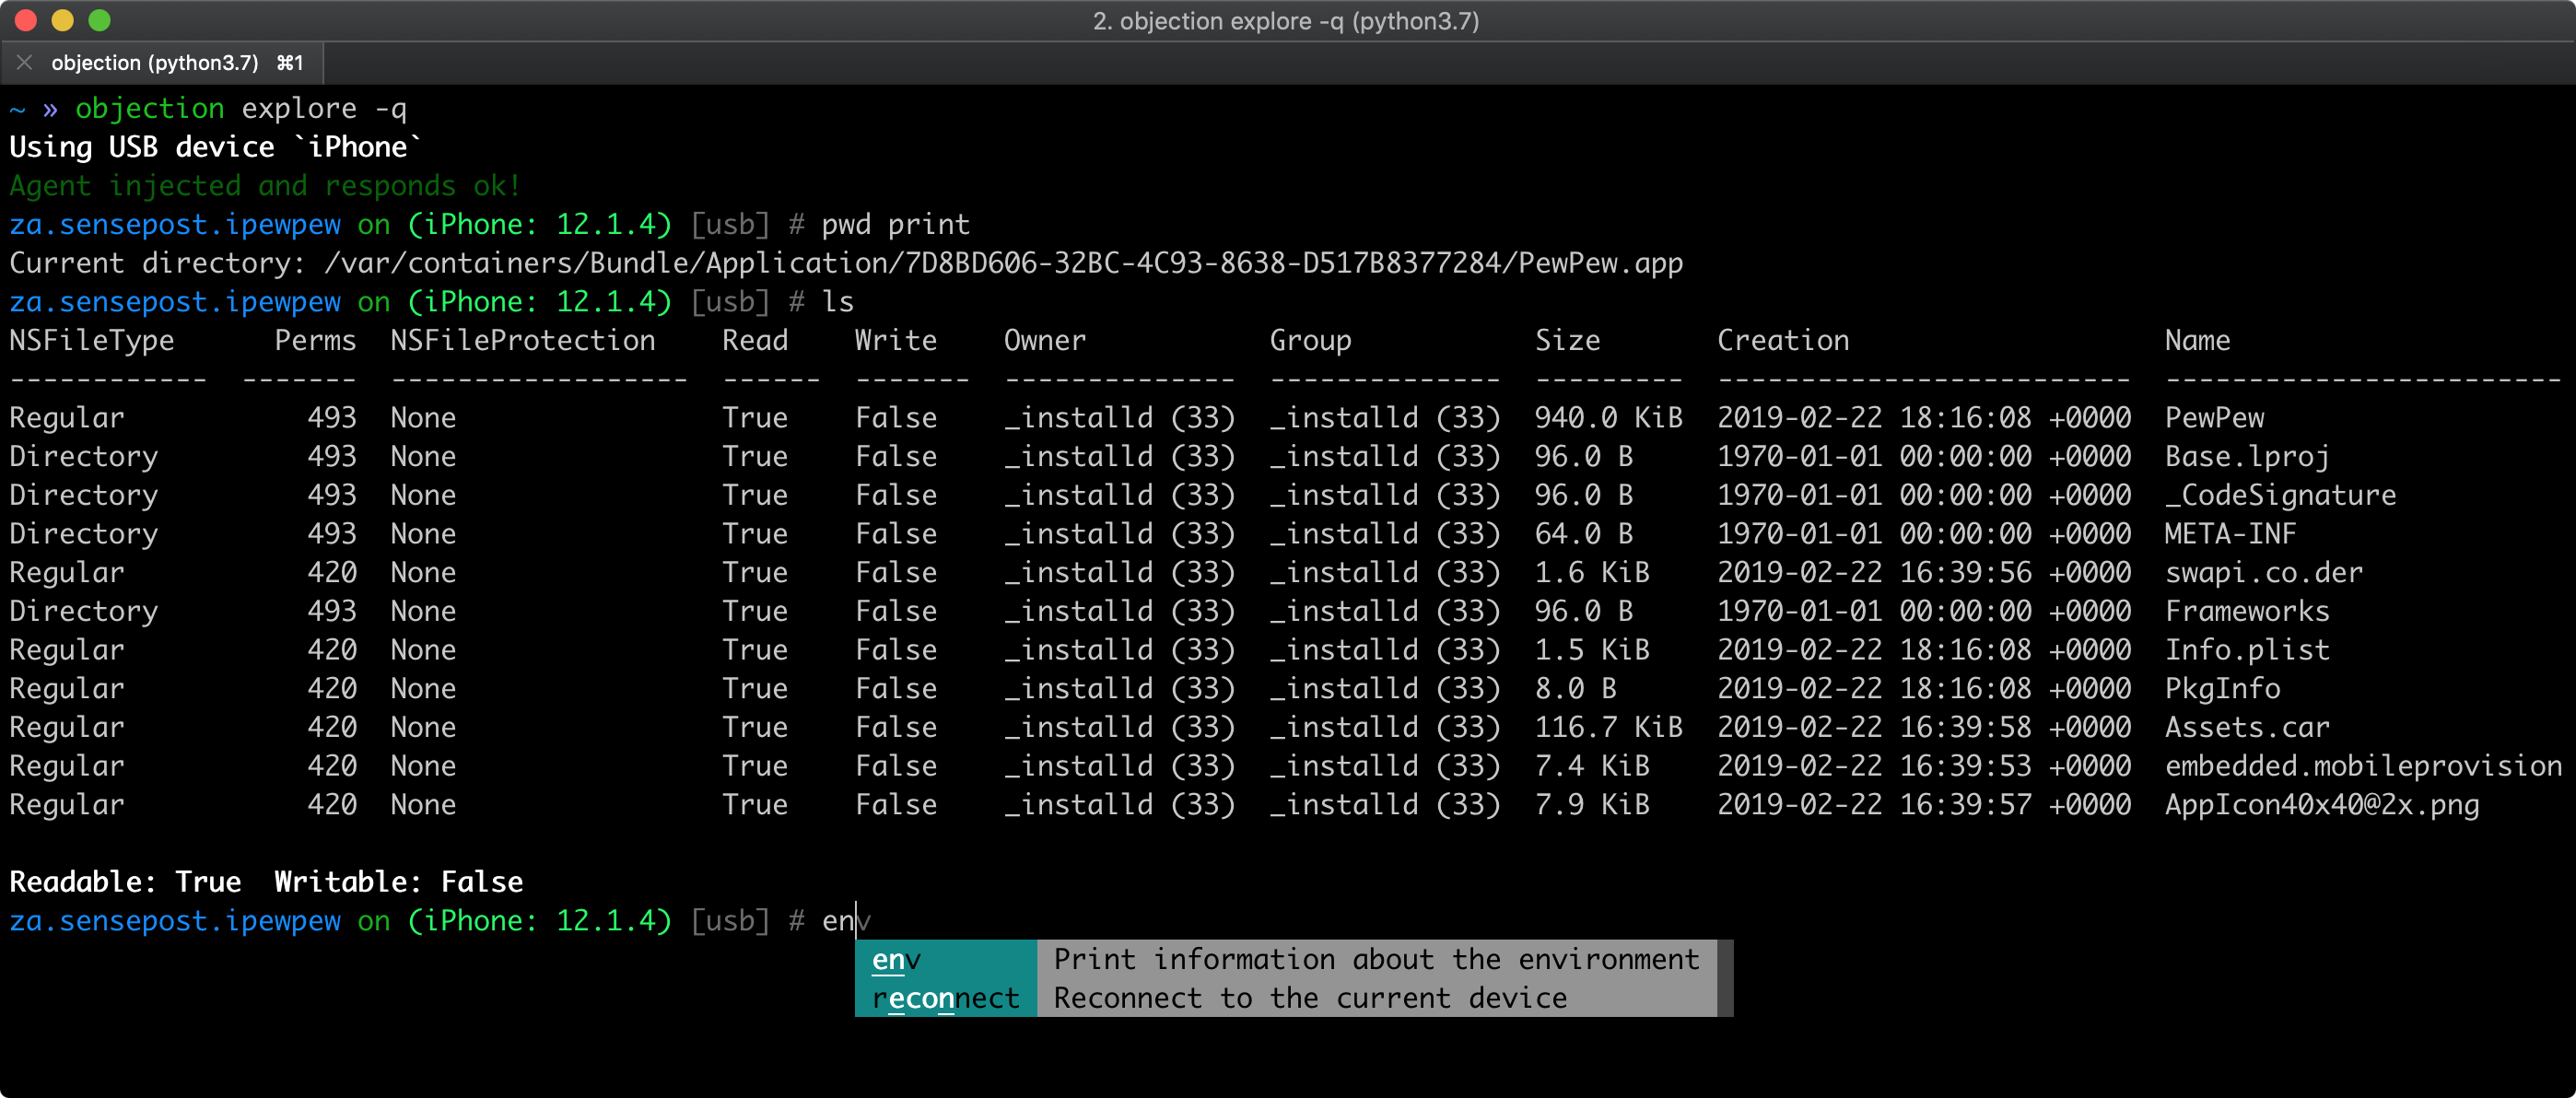 2. objection explore -q (python3.7)
objection (python3.7) ⌘1
~ » objection explore -q
Using USB device `iPhone`
Agent injected and responds ok!
za.sensepost.ipewpew on (iPhone: 12.1.4) [usb] # pwd print
Current directory: /var/containers/Bundle/Application/7D8BD606-32BC-4C93-8638-D517B8377284/PewPew.app
za.sensepost.ipewpew on (iPhone: 12.1.4) [usb] # ls
NSFileType      Perms  NSFileProtection    Read    Write    Owner           Group           Size       Creation                   Name
------------  -------  ------------------  ------  -------  --------------  --------------  ---------  -------------------------  ------------------------
Regular           493  None                True    False    _installd (33)  _installd (33)  940.0 KiB  2019-02-22 18:16:08 +0000  PewPew
Directory         493  None                True    False    _installd (33)  _installd (33)  96.0 B     1970-01-01 00:00:00 +0000  Base.lproj
Directory         493  None                True    False    _installd (33)  _installd (33)  96.0 B     1970-01-01 00:00:00 +0000  _CodeSignature
Directory         493  None                True    False    _installd (33)  _installd (33)  64.0 B     1970-01-01 00:00:00 +0000  META-INF
Regular           420  None                True    False    _installd (33)  _installd (33)  1.6 KiB    2019-02-22 16:39:56 +0000  swapi.co.der
Directory         493  None                True    False    _installd (33)  _installd (33)  96.0 B     1970-01-01 00:00:00 +0000  Frameworks
Regular           420  None                True    False    _installd (33)  _installd (33)  1.5 KiB    2019-02-22 18:16:08 +0000  Info.plist
Regular           420  None                True    False    _installd (33)  _installd (33)  8.0 B      2019-02-22 18:16:08 +0000  PkgInfo
Regular           420  None                True    False    _installd (33)  _installd (33)  116.7 KiB  2019-02-22 16:39:58 +0000  Assets.car
Regular           420  None                True    False    _installd (33)  _installd (33)  7.4 KiB    2019-02-22 16:39:53 +0000  embedded.mobileprovision
Regular           420  None                True    False    _installd (33)  _installd (33)  7.9 KiB    2019-02-22 16:39:57 +0000  AppIcon40x40@2x.png
Readable: True  Writable: False
za.sensepost.ipewpew on (iPhone: 12.1.4) [usb] # env
env Print information about the environment
reconnect Reconnect to the current device